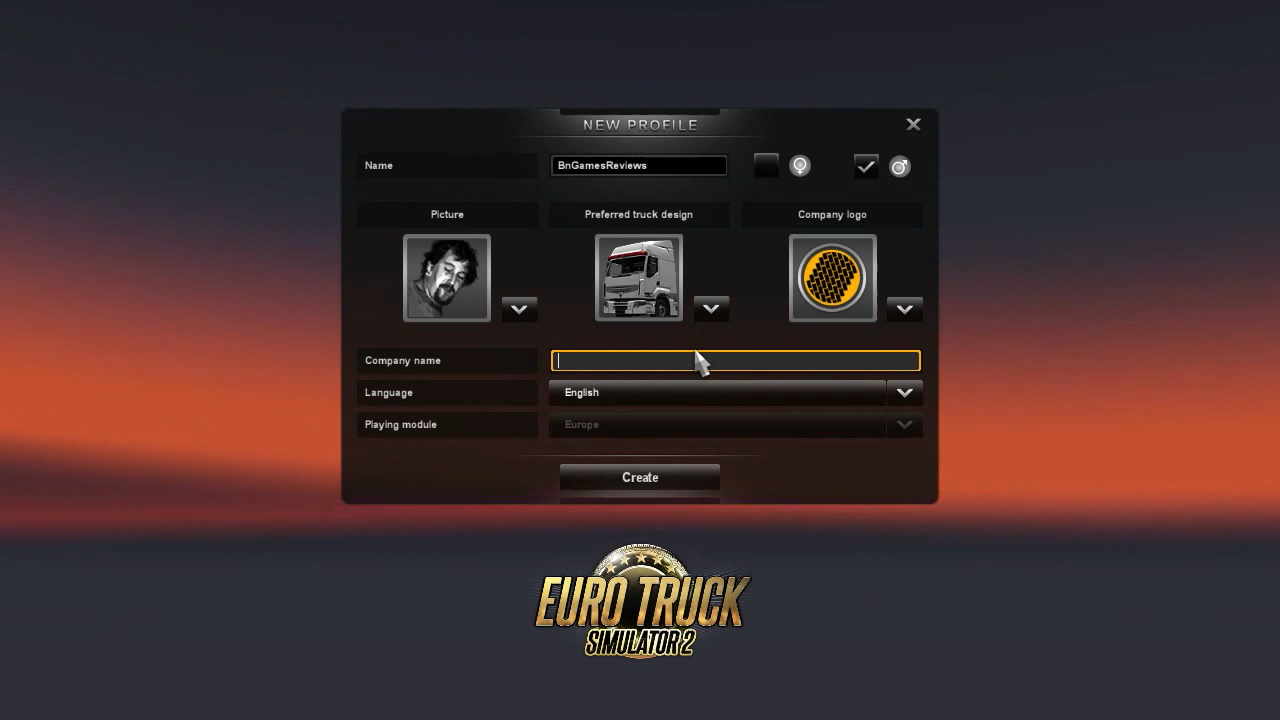 NEW PROFILE
Name BnGamesReviews
Picture Preferred truck design Company logo
Company name
Language English
Playing module Europe
Create
EURO TRUCK
SIMULATOR 2